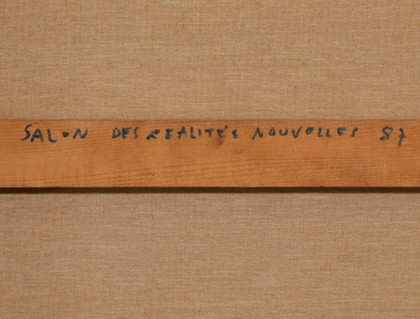 SALON DES REALITÉS NOUVELLES 87